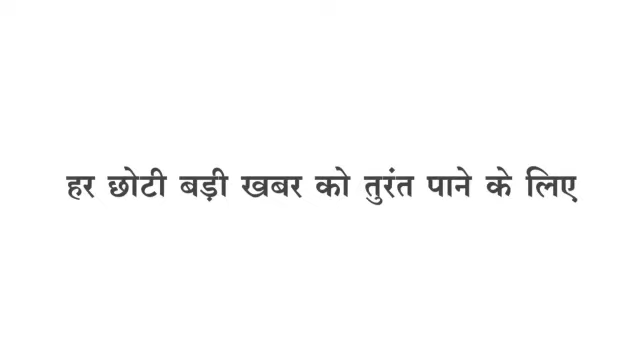 हर छोटी बड़ी खबर को तुरंत पाने के लिए